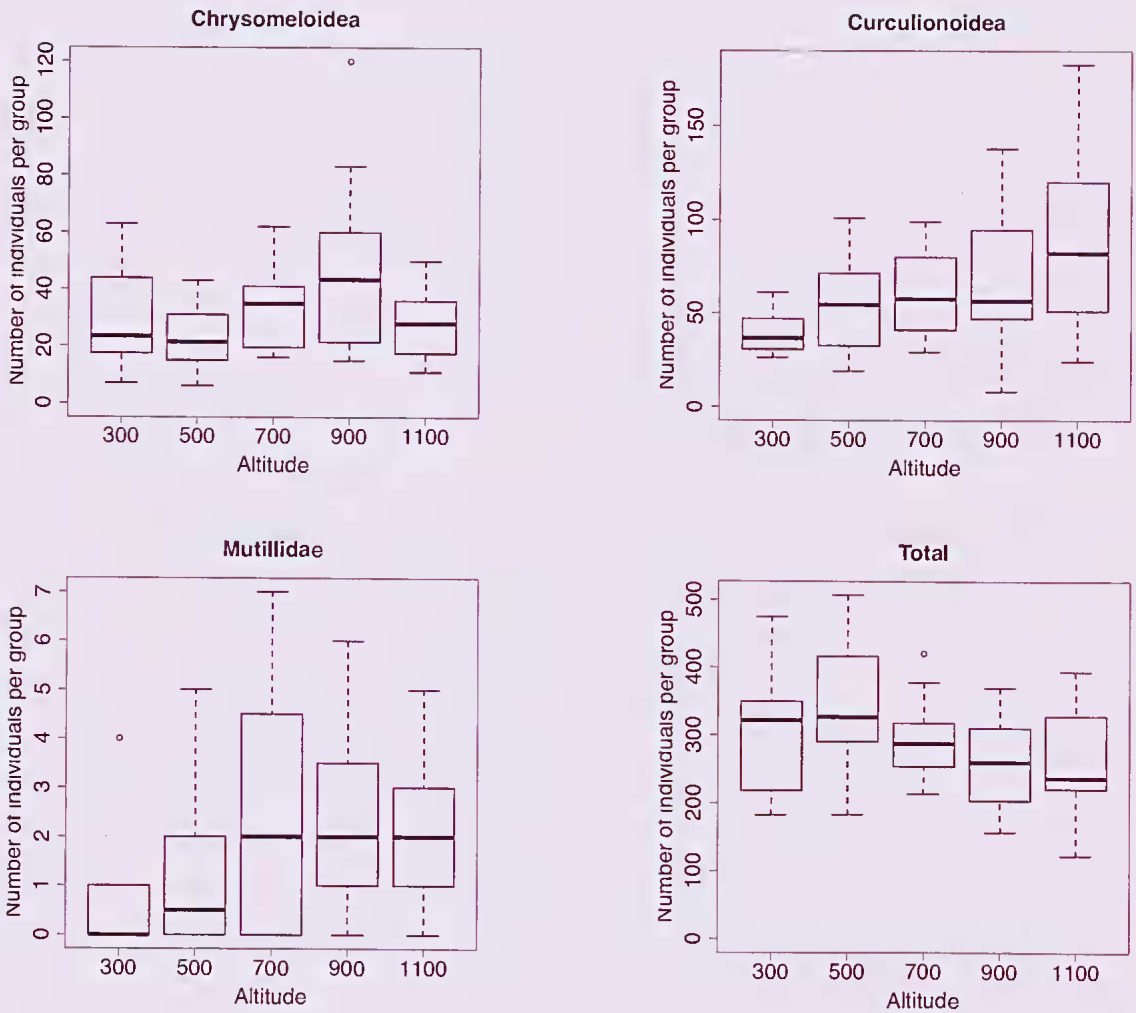 Chrysomeloidea
Number of individuals per group
120
100
80
60
40
20
0
300 500 700 900 1100
Altitude
Curculionoidea
Number of individuals per group
150
100
50
0
300 500 700 900 1100
Altitude
Mutillidae
Number of individuals per group
7
6
5
4
3
2
1
0
300 500 700 900 1100
Altitude
Total
Number of individuals per group
500
400
300
200
100
0
300 500 700 900 1100
Altitude